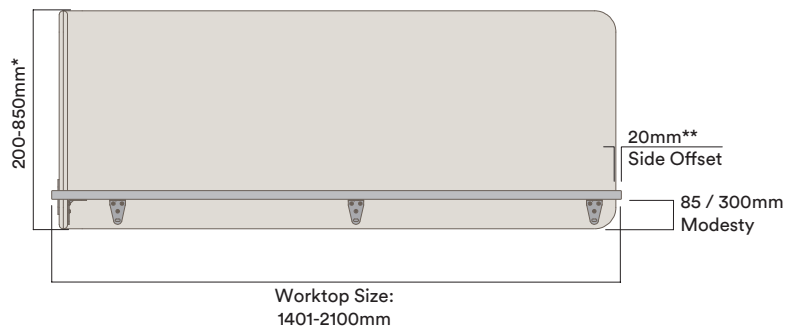 200-850mm*
20mm**
Side Offset
85 / 300mm
Modesty
Worktop Size:
1401-2100mm